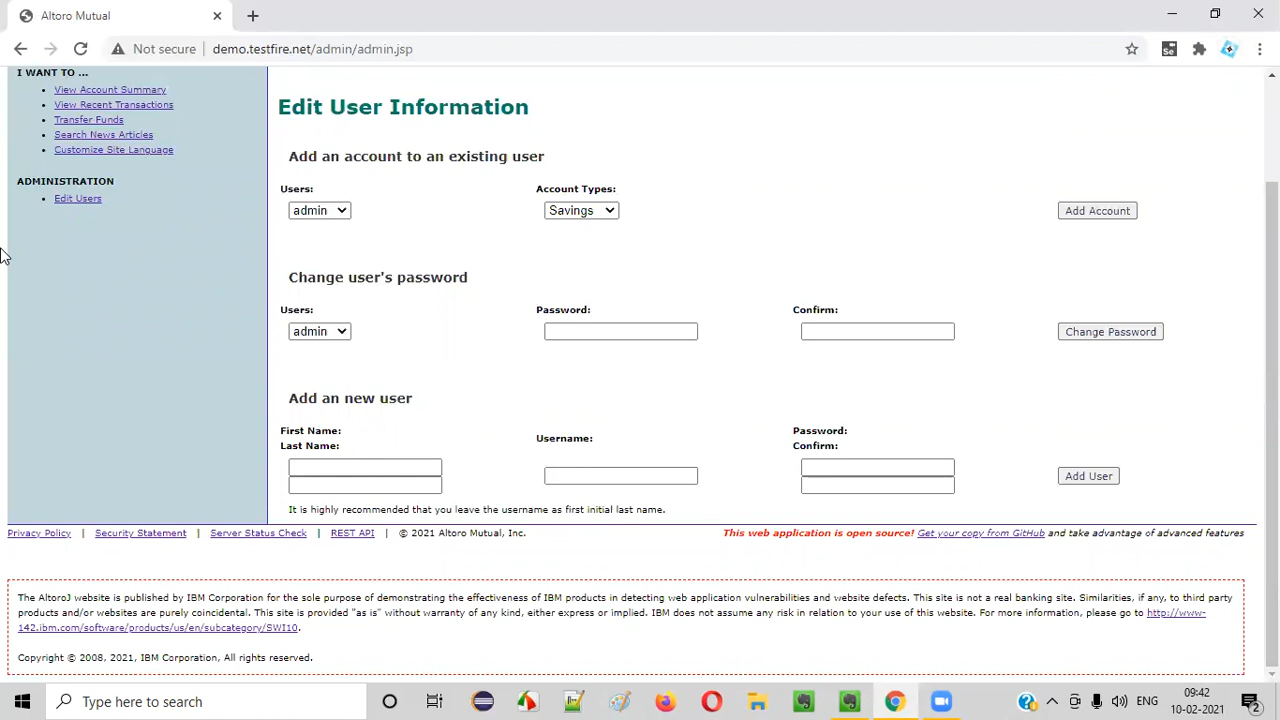 Altoro Mutual
Not secure
demo.testfire.net/admin/admin.jsp
I WANT TO ...
View Account Summary
View Recent Transactions
Transfer Funds
Search News Articles
Customize Site Language
ADMINISTRATION
Edit Users
Edit User Information
Add an account to an existing user
Users: Account Types:
admin Savings Add Account
Change user's password
Users: Password: Confirm:
admin Change Password
Add an new user
First Name: Password:
Username:
Last Name: Confirm:
Add User
It is highly recommended that you leave the username as first initial last name.
Privacy Policy | Security Statement | Server Status Check | REST API | © 2021 Altoro Mutual, Inc. This web application is open source! Get your copy from GitHub and take advantage of advanced features
The AltoroJ website is published by IBM Corporation for the sole purpose of demonstrating the effectiveness of IBM products in detecting web application vulnerabilities and website defects. This site is not a real banking site. Similarities, if any, to third party
products and/or websites are purely coincidental. This site is provided "as is" without warranty of any kind, either express or implied. IBM does not assume any risk in relation to your use of this website. For more information, please go to http://www-
142.ibm.com/software/products/us/en/subcategory/SWI10.
Copyright © 2008, 2021, IBM Corporation, All rights reserved.
Type here to search
ENG
09:42
10-02-2021
2